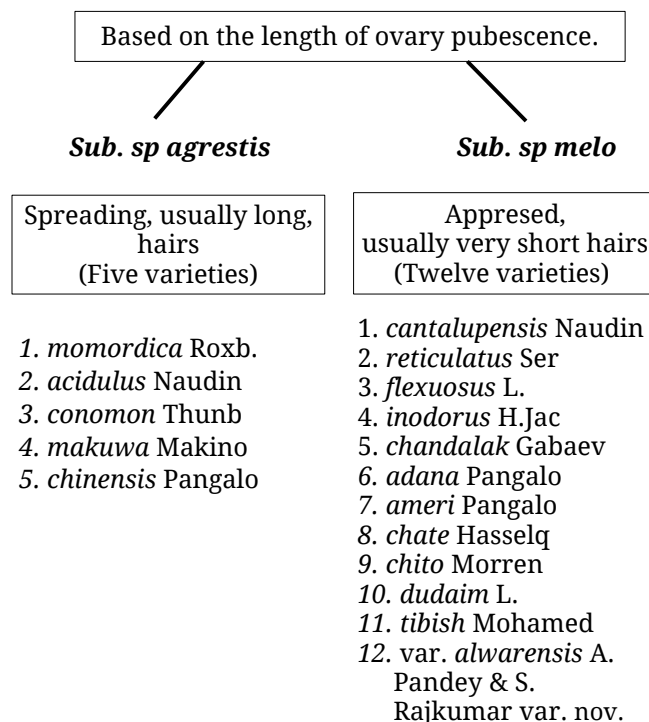 Based on the length of ovary pubescence.
Sub. sp agrestis
Spreading, usually long,
hairs
(Five varieties)
1. momordica Roxb.
2. acidulus Naudin
3. conomon Thunb
4. makuwa Makino
5. chinensis Pangalo
Sub. sp melo
Appresed,
usually very short hairs
(Twelve varieties)
1. cantalupensis Naudin
2. reticulatus Ser
3. flexuosus L.
4. inodorus H.Jac
5. chandalak Gabaev
6. adana Pangalo
7. ameri Pangalo
8. chate Hasselq
9. chito Morren
10. dudaim L.
11. tibish Mohamed
12. var. alwarensis A.
Pandey & S.
Rajkumar var. nov.